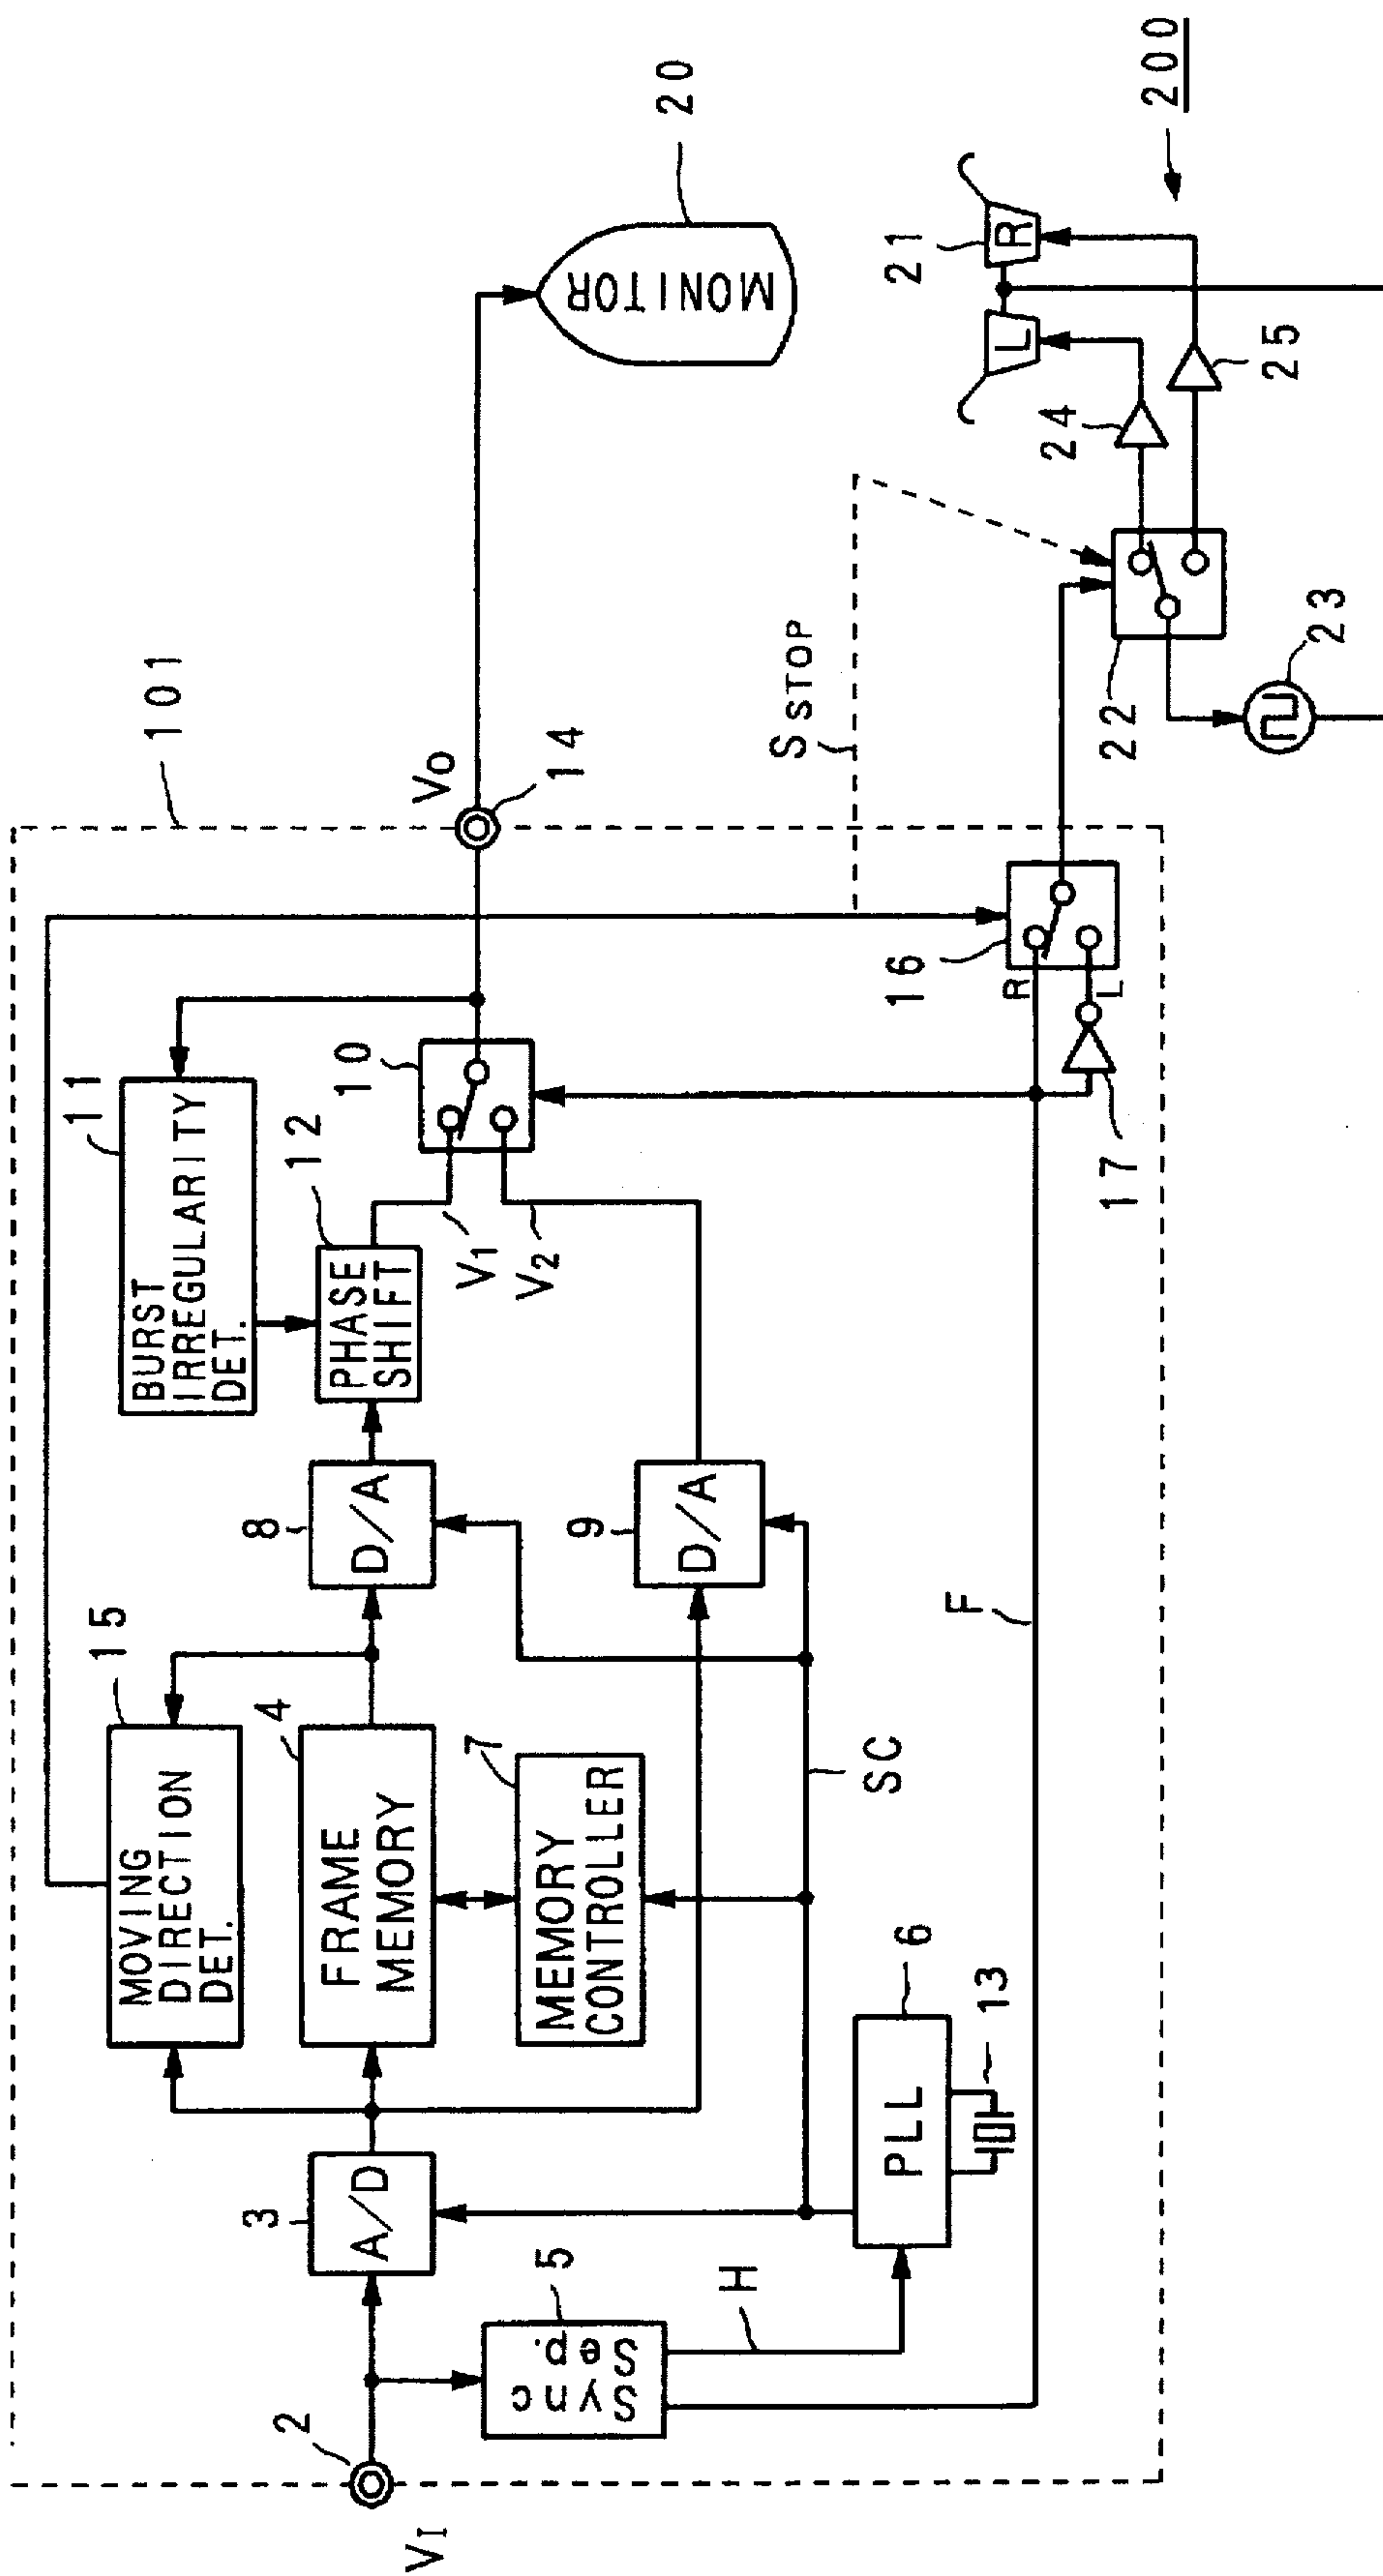 101
15
MOVING
DIRECTION
DET.
11
BURST
IRREGULARITY
DET.
VI
2
3
A/D
4
FRAME
MEMORY
8
D/A
12
PHASE
SHIFT
10
V1
V2
VO
14
20
MONITOR
5
Sync
Sep.
7
MEMORY
CONTROLLER
9
D/A
H
SC
SSTOP
PLL
6
13
F
16
R
L
17
21
L
R
24
25
22
23
200